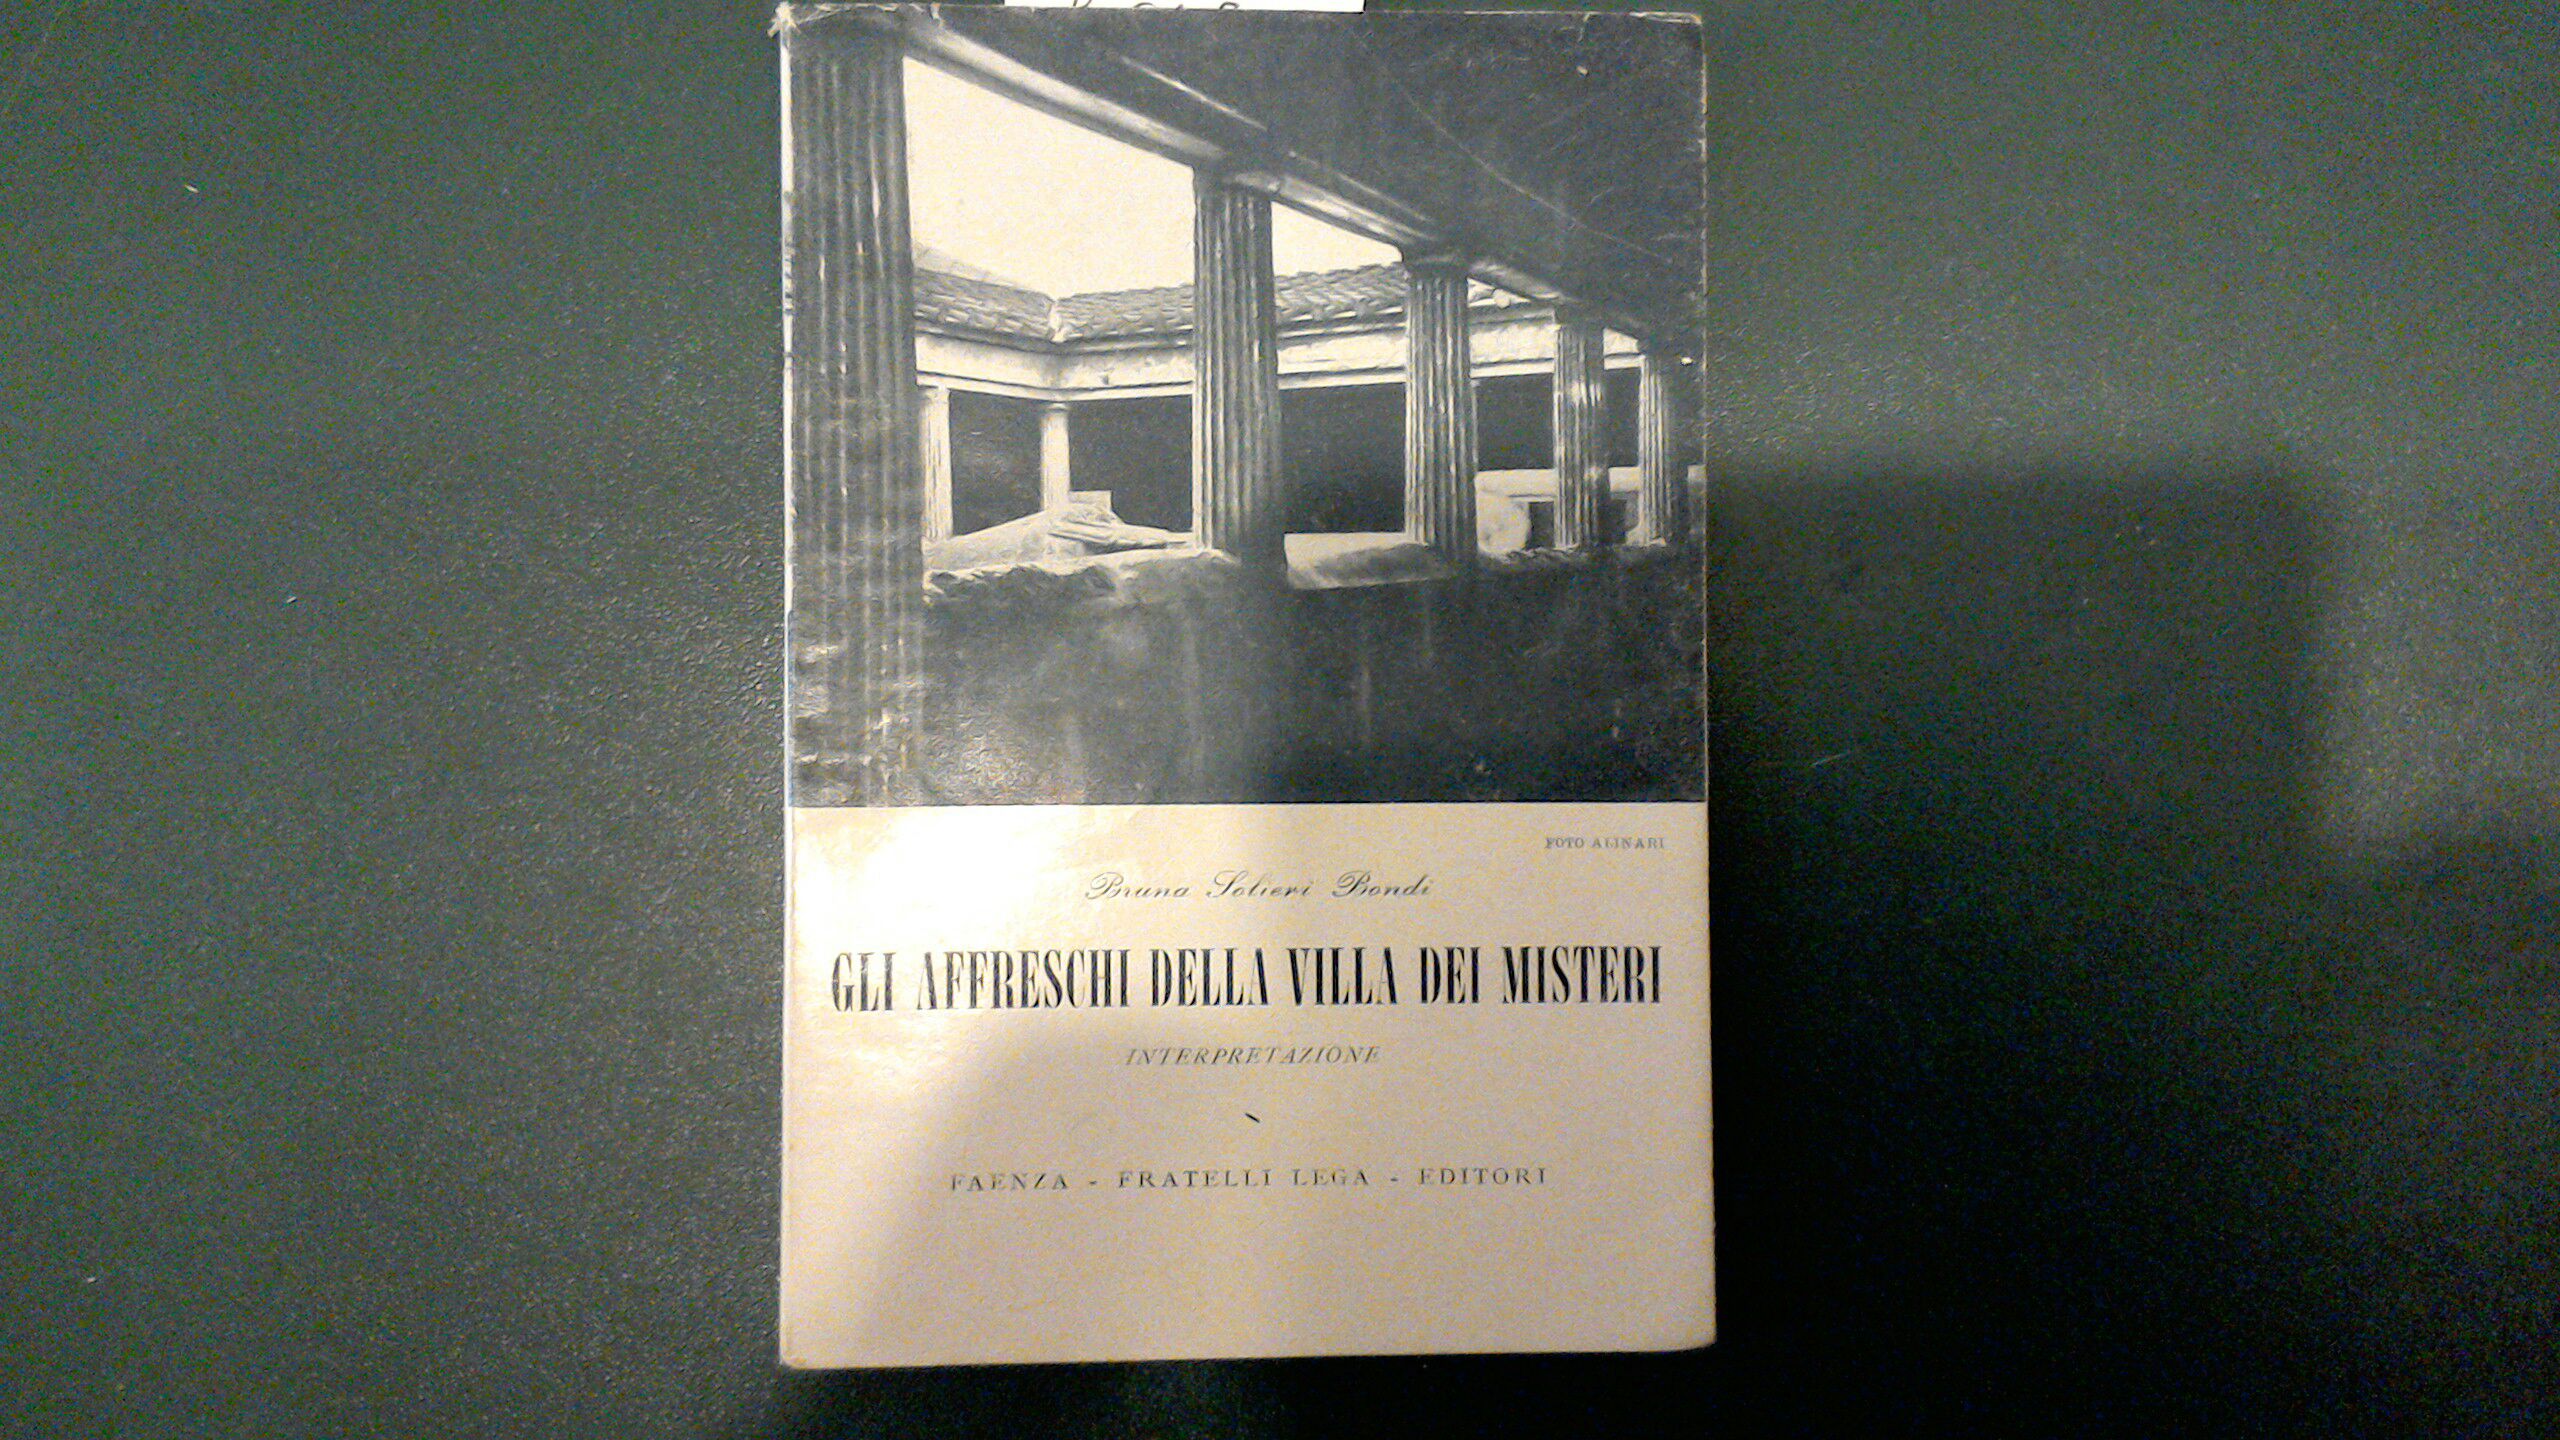 FOTO ALINARI
Bruna Solieri Bondi
GLI AFFRESCHI DELLA VILLA DEI MISTERI
INTERPRETAZIONE
FAENZA - FRATELLI LEGA - EDITORI